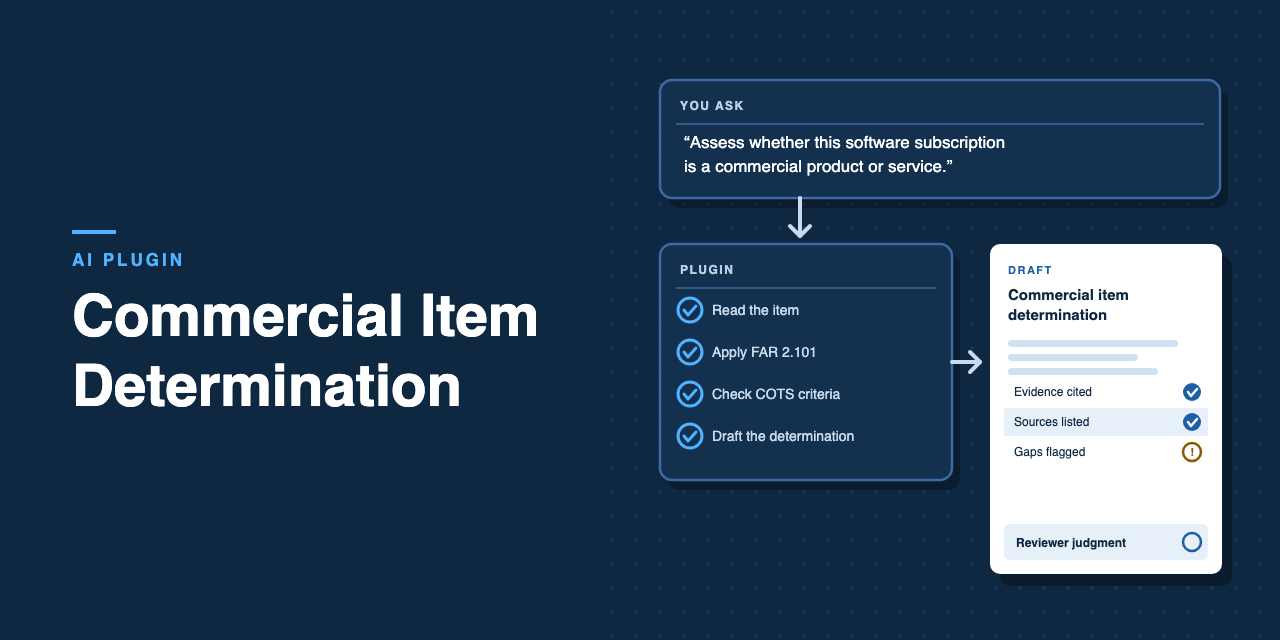 AI PLUGIN
Commercial Item
Determination
YOU ASK
“Assess whether this software subscription
is a commercial product or service.”
PLUGIN
Read the item
Apply FAR 2.101
Check COTS criteria
Draft the determination
DRAFT
Commercial item
determination
Evidence cited
Sources listed
Gaps flagged
!
Reviewer judgment